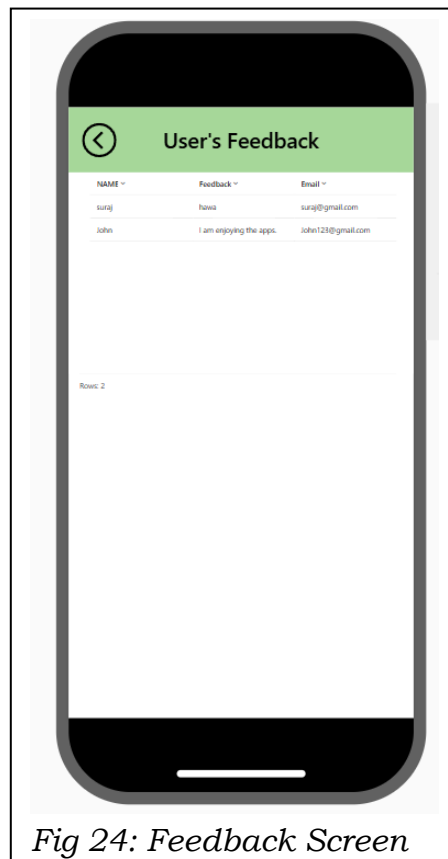 User's Feedback
NAME Feedback Email
suraj hawa suraj@gmail.com
John I am enjoying the apps. John123@gmail.com
Rows: 2
Fig 24: Feedback Screen